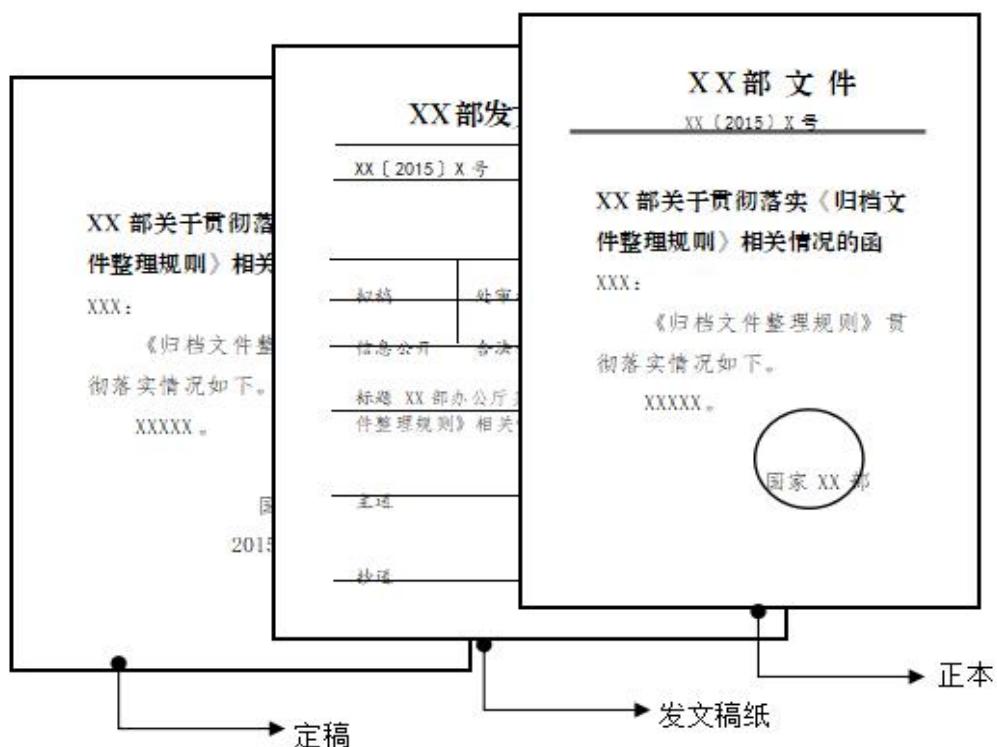 XX部 文 件
XX〔2015〕X 号
XX 部关于贯彻落实《归档文
件整理规则》相关情况的函
XXX：
《归档文件整理规则》贯
彻落实情况如下。
XXXXX。
国家 XX 部
正本
XX 部发
XX〔2015〕X 号
拟稿 处审
信息公开 合法
标题 XX 部办公厅
件整理规则》相关
主送
抄送
发文稿纸
XX 部关于贯彻落
件整理规则》相关
XXX：
《归档文件整
彻落实情况如下。
XXXXX。
2015
定稿